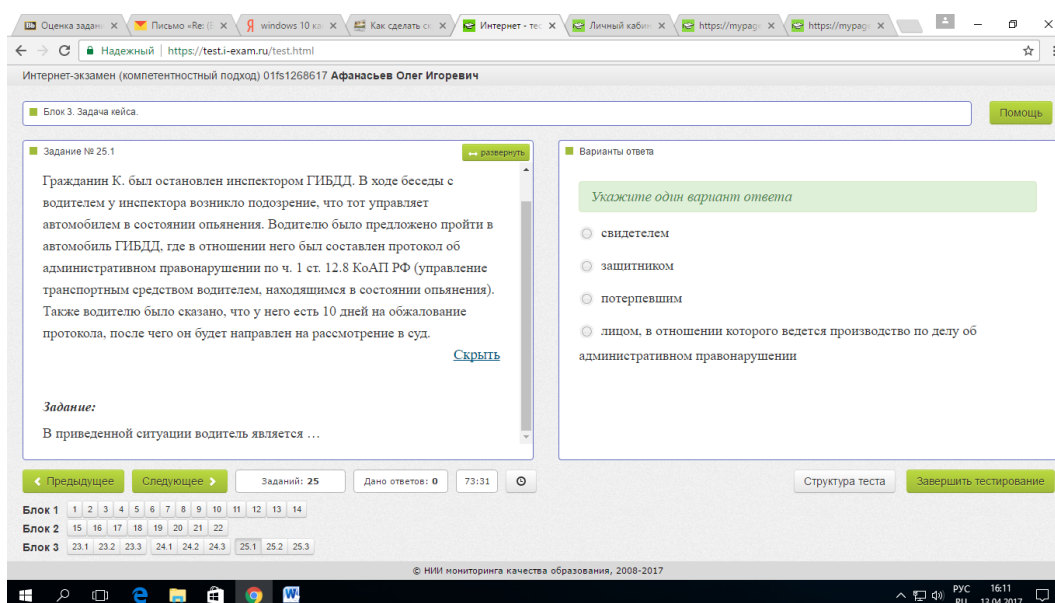 Оценка задан
Письмо «Re: (Е
windows 10 ка
Как сделать ск
Интернет - тес
Личный кабин
https://mypage
https://mypage
Надежный | https://test.i-exam.ru/test.html
Интернет-экзамен (компетентностный подход) 01fs1268617 Афанасьев Олег Игоревич
Блок 3. Задача кейса.
Помощь
Задание № 25.1
развернуть
Гражданин К. был остановлен инспектором ГИБДД. В ходе беседы с
водителем у инспектора возникло подозрение, что тот управляет
автомобилем в состоянии опьянения. Водителю было предложено пройти в
автомобиль ГИБДД, где в отношении него был составлен протокол об
административном правонарушении по ч. 1 ст. 12.8 КоАП РФ (управление
транспортным средством водителем, находящимся в состоянии опьянения).
Также водителю было сказано, что у него есть 10 дней на обжалование
протокола, после чего он будет направлен на рассмотрение в суд.
Скрыть
Задание:
В приведенной ситуации водитель является …
Варианты ответа
Укажите один вариант ответа
свидетелем
защитником
потерпевшим
лицом, в отношении которого ведется производство по делу об
административном правонарушении
Предыдущее
Следующее
Заданий: 25
Дано ответов: 0
73:31
Структура теста
Завершить тестирование
Блок 1 1 2 3 4 5 6 7 8 9 10 11 12 13 14
Блок 2 15 16 17 18 19 20 21 22
Блок 3 23.1 23.2 23.3 24.1 24.2 24.3 25.1 25.2 25.3
© НИИ мониторинга качества образования, 2008-2017
РУС 16:11
RU 13.04.2017